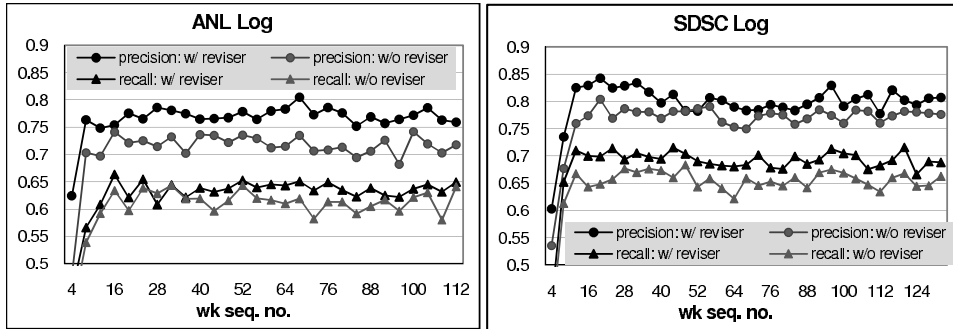 ANL Log
0.9
0.85
0.8
0.75
0.7
0.65
0.6
0.55
0.5
precision: w/ reviser
precision: w/o reviser
recall: w/ reviser
recall: w/o reviser
4 16 28 40 52 64 76 88 100 112
wk seq. no.
SDSC Log
0.9
0.85
0.8
0.75
0.7
0.65
0.6
0.55
0.5
precision: w/ reviser
precision: w/o reviser
recall: w/ reviser
recall: w/o reviser
4 16 28 40 52 64 76 88 100 112 124
wk seq. no.